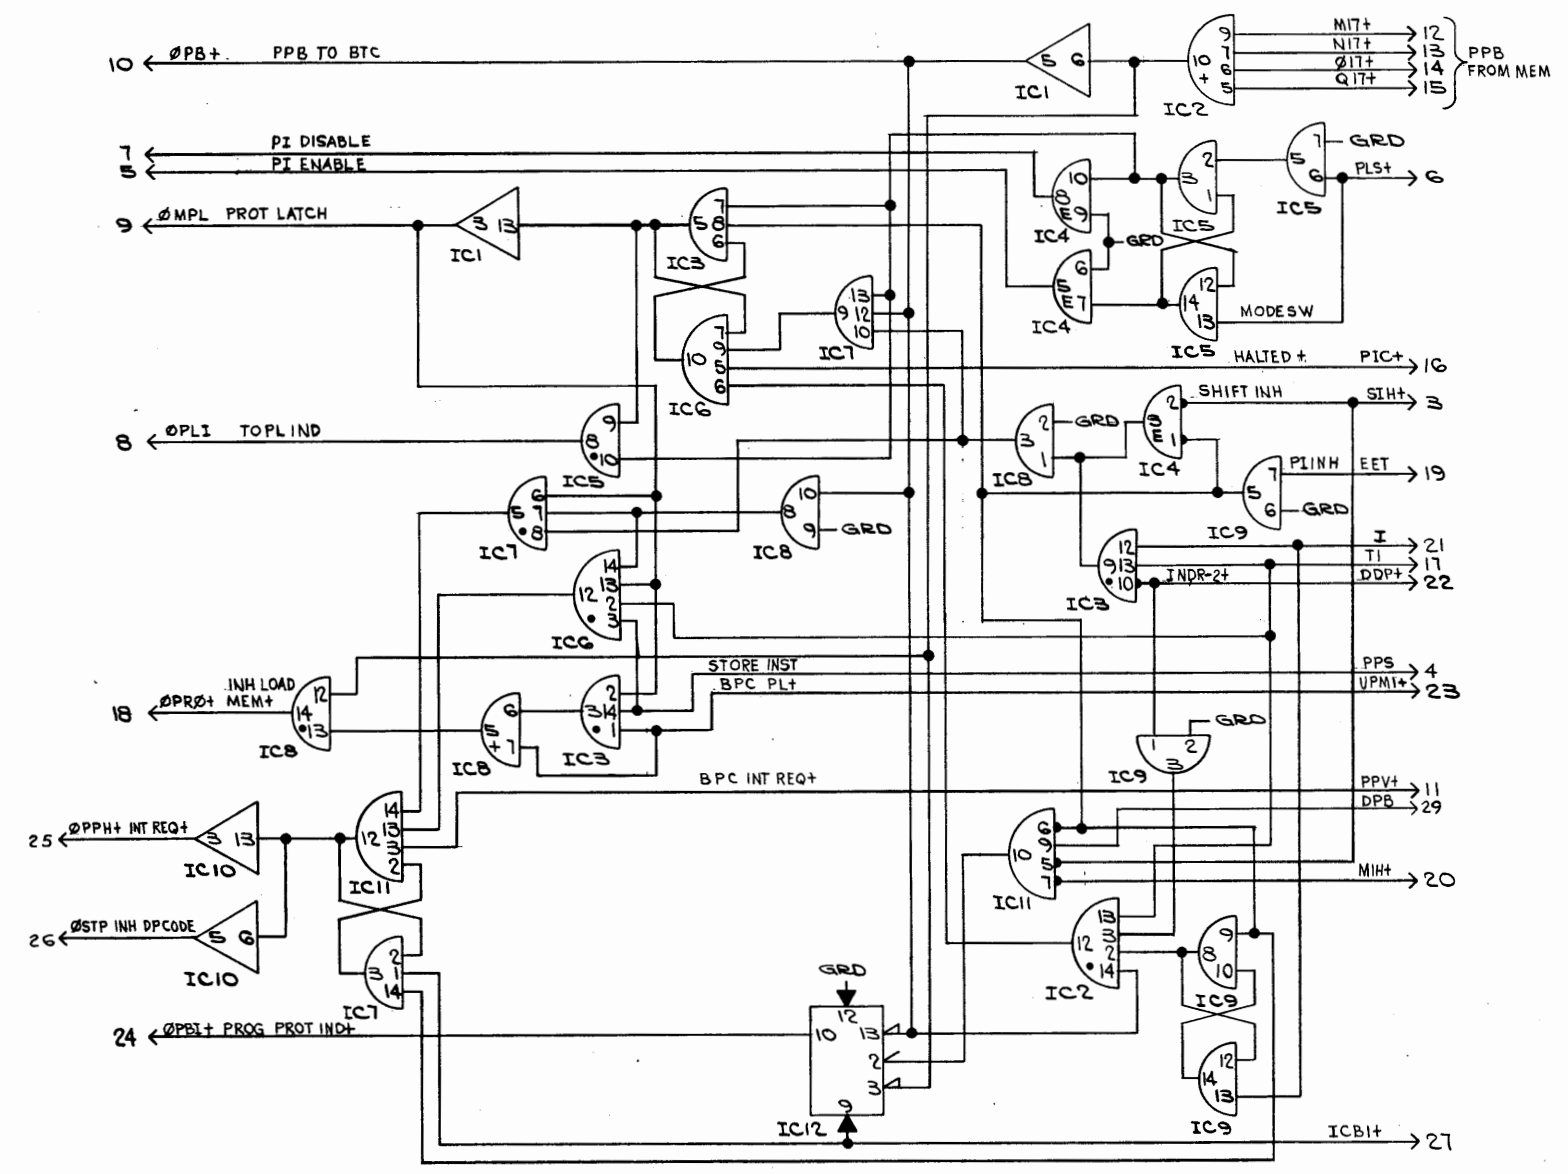 10 ØPB+. PPB TO BTC
5 6
IC1
10
+
9
7
6
5
IC2
M17+ 12
N17+ 13
Ø17+ 14
Q17+ 15
PPB
FROM MEM
7 PI DISABLE
5 PI ENABLE
10
8
E 9
IC4
GRD
6
5
E 7
IC4
2
3
1
IC5
7 GRD
5
6
IC5
PLS+ 6
12
14
13
IC5
MODESW
9 ØMPL PROT LATCH
3 13
IC1
7
5 8
6
IC3
13
9 12
10
IC7
7
9
10
5
6
IC6
HALTED + PIC+ 16
8 ØPLI TO PL IND
9
8
10
IC5
2 GRD
3
1
IC8
2
8
E 1
IC4
SHIFT INH SIH+ 3
7
5
6 GRD
IC9
PI INH EET 19
6
5 7
8
IC7
10
8
9 GRD
IC8
12
9 13
10
IC3
I 21
T1 17
INDR-2+ DDP+ 22
14
13
12
2
3
IC6
STORE INST PPS 4
BPC PL+ UPM1+ 23
18 ØPRØ+ INH LOAD
MEM+
12
14
13
IC8
6
5
+ 7
IC8
2
3 14
1
IC3
1 2
3
GRD
IC9
BPC INT REQ+ PPV+ 11
DPB 29
25 ØPPH+ INT REQ+
3 13
IC10
14
13
12
3
2
IC11
6
9
10
5
7
IC11
MIH+ 20
26 ØSTP INH OPCODE
5 6
IC10
2
3 1
14
IC7
13
3
12
2
14
IC2
9
8
10
IC9
GRD
12
10 13
2
3
9
IC12
24 ØPBI+ PROG PROT IND+
12
14
13
IC9
ICB1+ 27